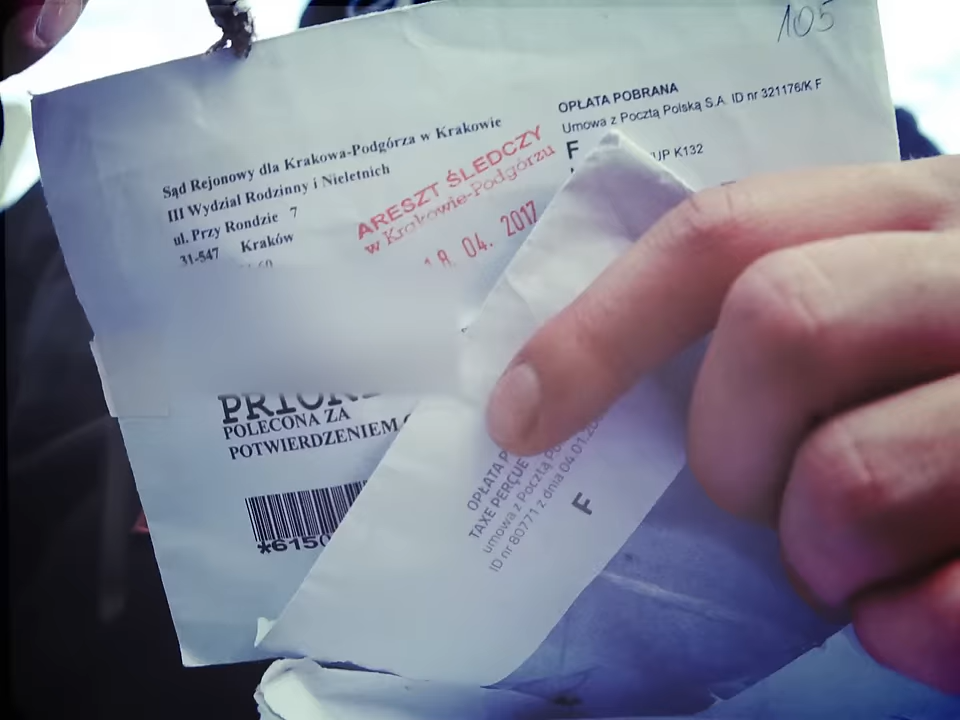 105
OPŁATA POBRANA
Umowa z Pocztą Polską S.A. ID nr 321176/K F
F
UP K132
Sąd Rejonowy dla Krakowa-Podgórza w Krakowie
III Wydział Rodzinny i Nieletnich
ul. Przy Rondzie 7
31-547 Kraków
ARESZT ŚLEDCZY
w Krakowie-Podgórzu
18. 04. 2017
POLECONA ZA
POTWIERDZENIEM
*6150
OPŁATA P
TAXE PERÇUE
umowa z Pocztą Po
ID nr 80771 z dnia 04.01.20
F